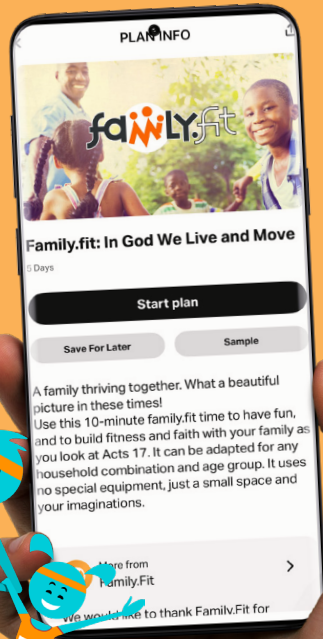 PLAN INFO
faMiLY.fit
Family.fit: In God We Live and Move
5 Days
Start plan
Save For Later
Sample
A family thriving together. What a beautiful
picture in these times!
Use this 10-minute family.fit time to have fun,
and to build fitness and faith with your family as
you look at Acts 17. It can be adapted for any
household combination and age group. It uses
no special equipment, just a small space and
your imaginations.
More from
Family.Fit
We would like to thank Family.Fit for